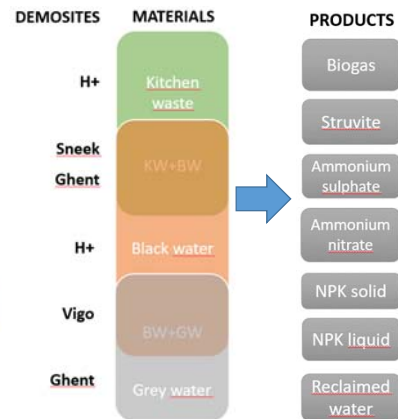 DEMOSITES
MATERIALS
PRODUCTS
H+
Kitchen
waste
Sneek
Ghent
KW+BW
H+
Black water
Vigo
BW+GW
Ghent
Grey water
Biogas
Struvite
Ammonium
sulphate
Ammonium
nitrate
NPK solid
NPK liquid
Reclaimed
water